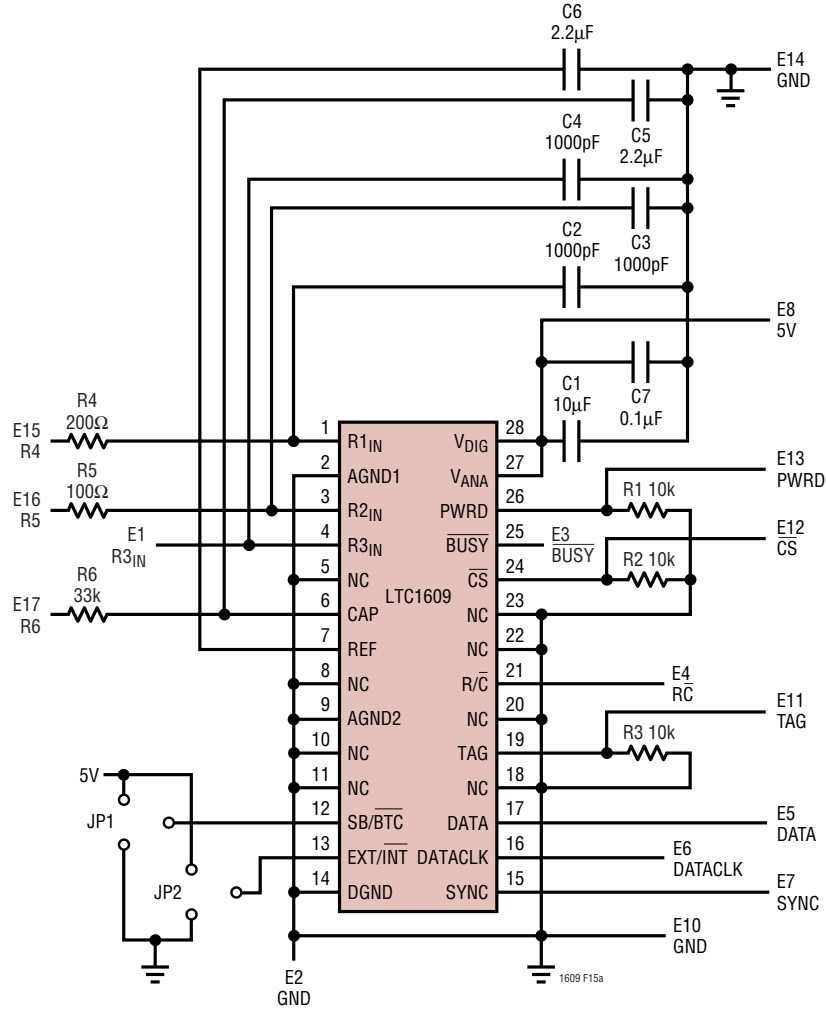 C6
2.2µF
E14
GND
C4
1000pF
C5
2.2µF
C2
1000pF
C3
1000pF
E8
5V
C1
10µF
C7
0.1µF
R4
200Ω
E15
R4
R5
100Ω
E16
R5
E1
R3IN
R6
33k
E17
R6
1
2
3
4
5
6
7
8
9
10
11
12
13
14
R1IN
AGND1
R2IN
R3IN
NC
CAP
REF
NC
AGND2
NC
NC
SB/BTC
EXT/INT
DGND
LTC1609
VDIG
VANA
PWRD
BUSY
CS
NC
NC
R/C
NC
TAG
NC
DATA
DATACLK
SYNC
28
27
26
25
24
23
22
21
20
19
18
17
16
15
E13
PWRD
R1 10k
E3
BUSY
E12
CS
R2 10k
E4
RC
E11
TAG
R3 10k
E5
DATA
E6
DATACLK
E7
SYNC
5V
JP1
JP2
E10
GND
E2
GND
1609 F15a